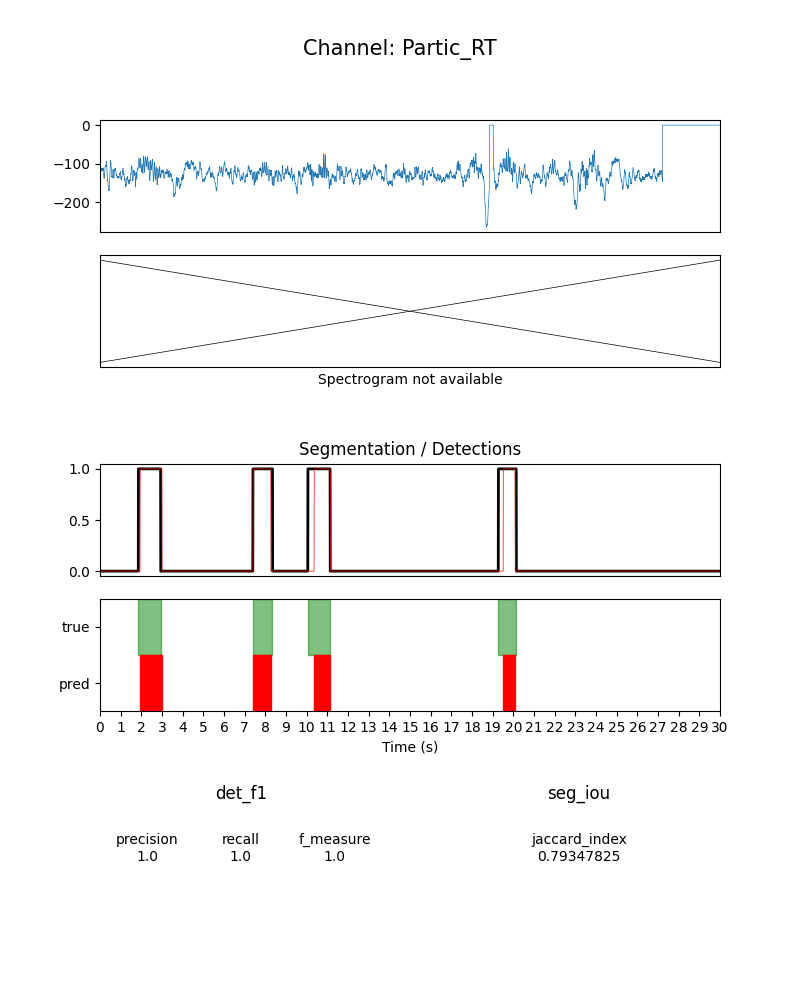 Channel: Partic_RT
0
−100
−200
Spectrogram not available
Segmentation / Detections
1.0
0.5
0.0
true
pred
0 1 2 3 4 5 6 7 8 9 10 11 12 13 14 15 16 17 18 19 20 21 22 23 24 25 26 27 28 29 30
Time (s)
det_f1 seg_iou
precision recall f_measure jaccard_index
1.0 1.0 1.0 0.79347825